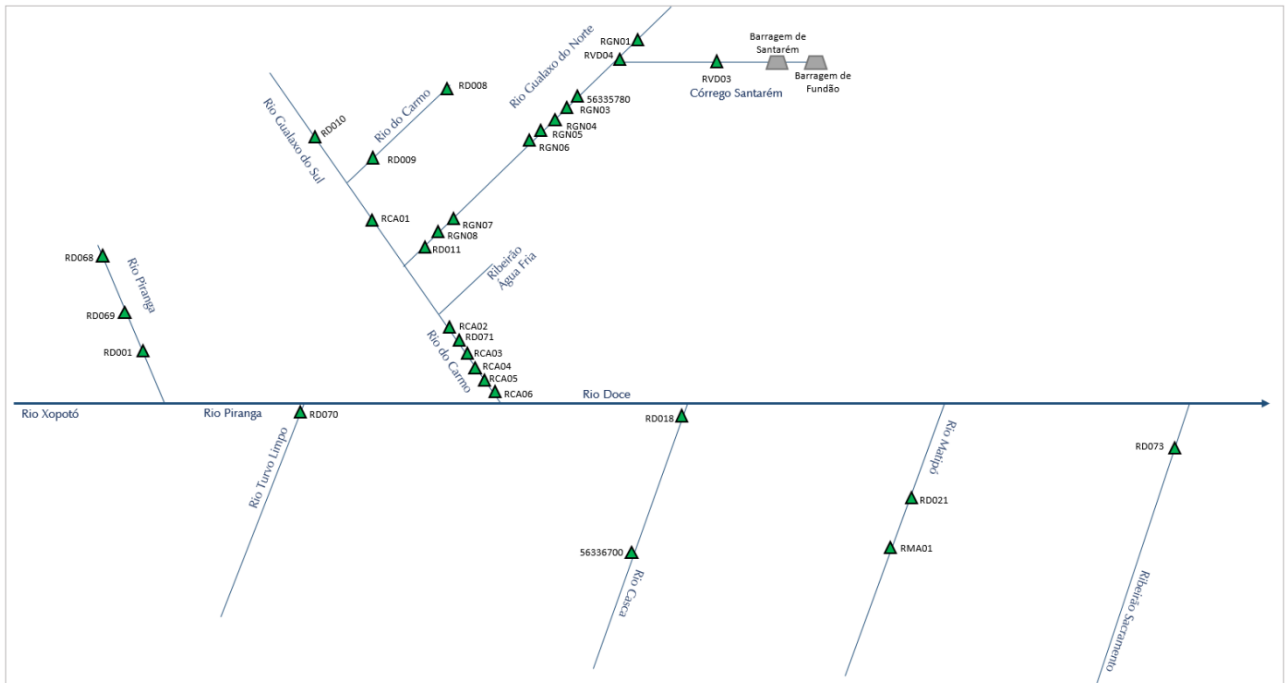 RGN01
Barragem de
Santarém
RVD04
RVD03
Barragem de
Fundão
Córrego Santarém
Rio Gualaxo do Norte
RD008
Rio do Carmo
56335780
RGN03
RGN04
RGN05
RGN06
RD010
Rio Gualaxo do Sul
RD009
RCA01
RGN07
RGN08
RD011
Ribeirão
Água Fria
RD068
Rio Piranga
RD069
RD001
RCA02
RD071
RCA03
RCA04
RCA05
RCA06
Rio do Carmo
Rio Doce
Rio Xopotó
Rio Piranga
RD070
Rio Turvo Limpo
RD018
56336700
Rio Casca
Rio Matipó
RD021
RMA01
RD073
Ribeirão Sacramento